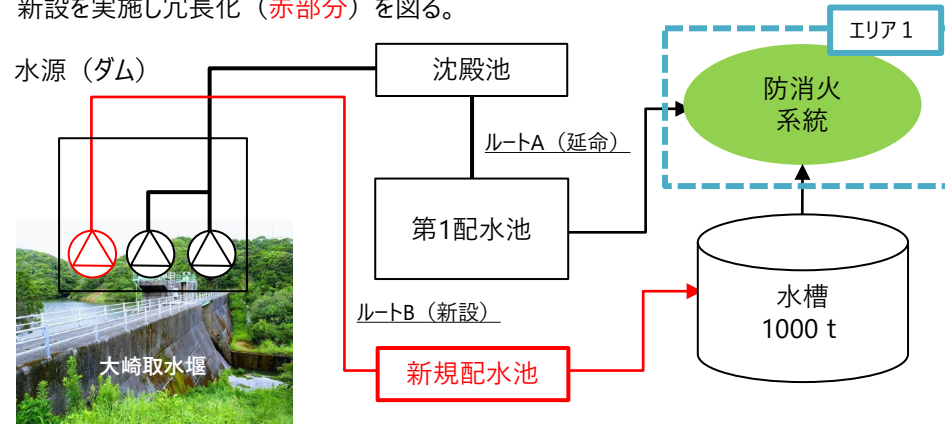 新設を実施し冗長化（赤部分）を図る。
エリア１
水源（ダム）
沈殿池
防消火
系統
ルートA（延命）
第1配水池
水槽
1000 t
ルートB（新設）
大崎取水堰
新規配水池